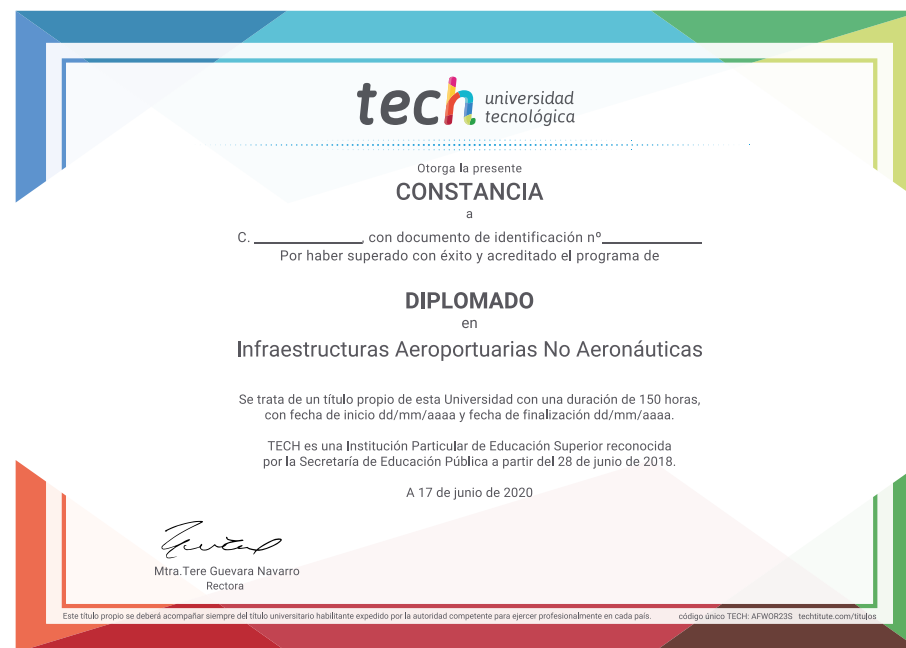 tech universidad
tecnológica
Otorga la presente
CONSTANCIA
a
C. ____________, con documento de identificación nº___________
Por haber superado con éxito y acreditado el programa de
DIPLOMADO
en
Infraestructuras Aeroportuarias No Aeronáuticas
Se trata de un título propio de esta Universidad con una duración de 150 horas,
con fecha de inicio dd/mm/aaaa y fecha de finalización dd/mm/aaaa.
TECH es una Institución Particular de Educación Superior reconocida
por la Secretaría de Educación Pública a partir del 28 de junio de 2018.
A 17 de junio de 2020
Mtra.Tere Guevara Navarro
Rectora
Este título propio se deberá acompañar siempre del título universitario habilitante expedido por la autoridad competente para ejercer profesionalmente en cada país. código único TECH: AFWOR23S techtitute.com/titulos